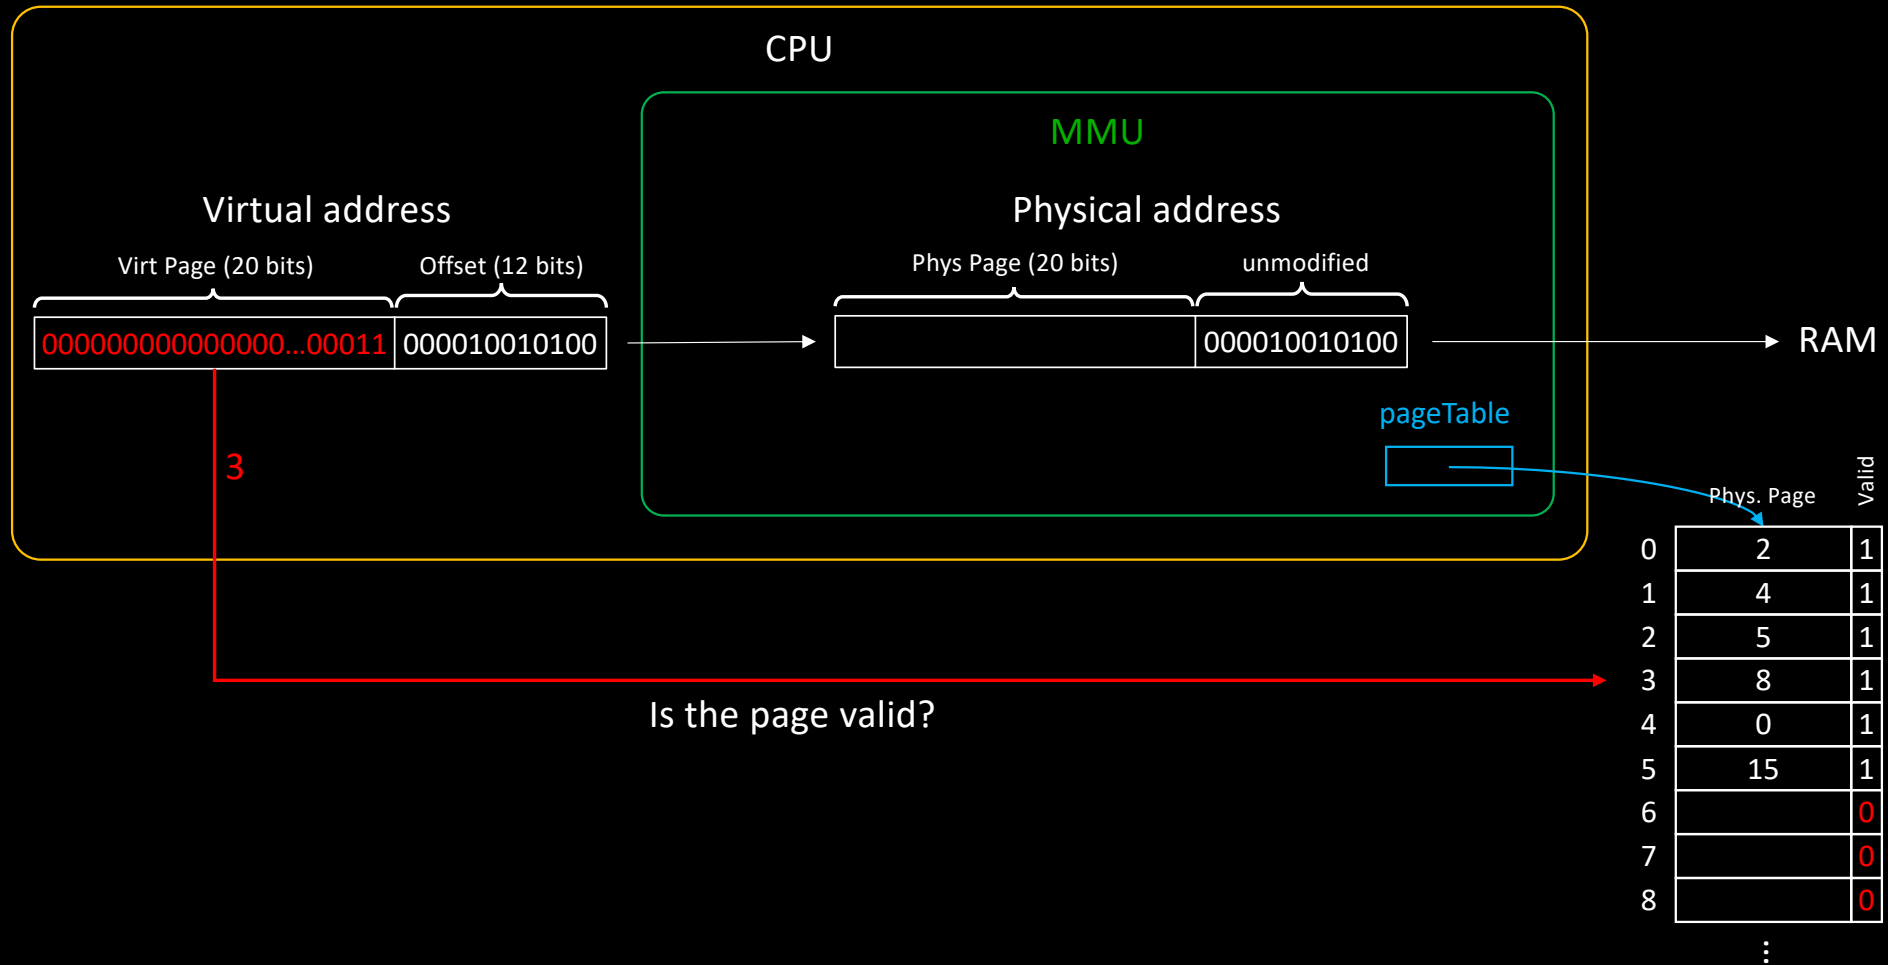 CPU
MMU
Virtual address
Physical address
Virt Page (20 bits)
Offset (12 bits)
Phys Page (20 bits)
unmodified
000000000000000...00011
000010010100
000010010100
RAM
pageTable
3
Phys. Page
Valid
0 2 1
1 4 1
2 5 1
3 8 1
Is the page valid?
4 0 1
5 15 1
6 0
7 0
8 0
...